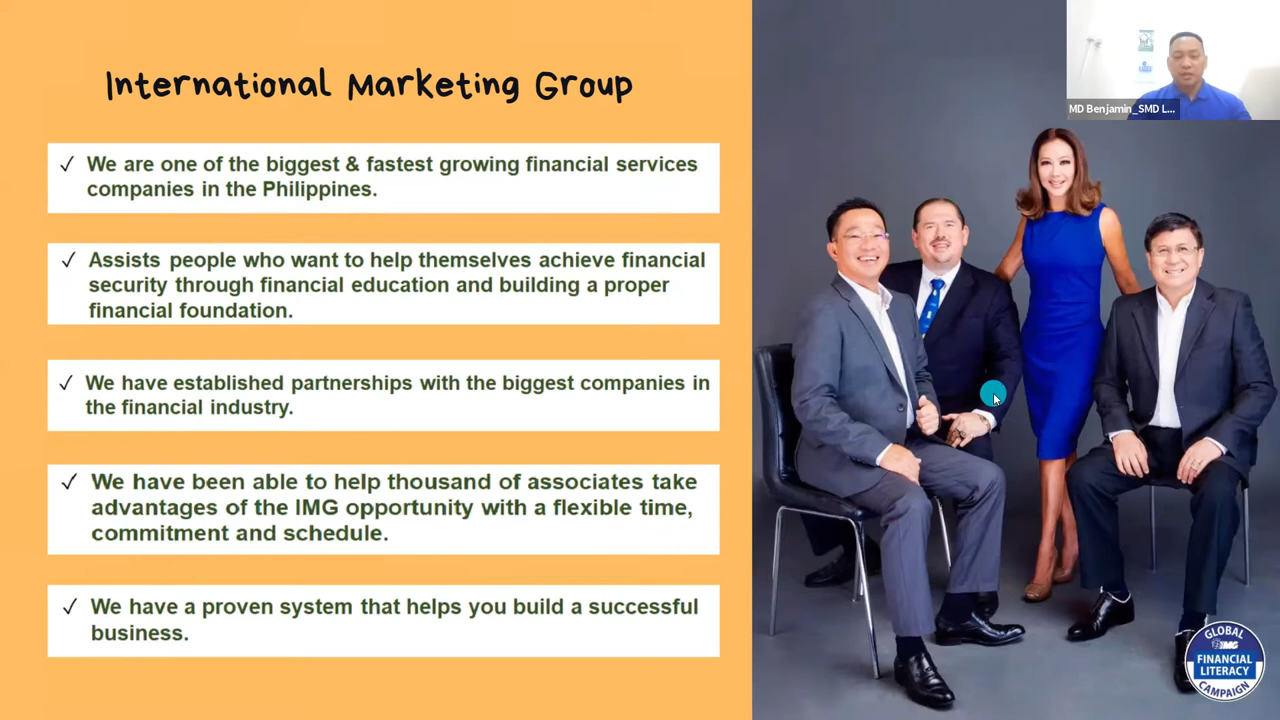 International Marketing Group
✓ We are one of the biggest & fastest growing financial services
companies in the Philippines.
✓ Assists people who want to help themselves achieve financial
security through financial education and building a proper
financial foundation.
✓ We have established partnerships with the biggest companies in
the financial industry.
✓ We have been able to help thousand of associates take
advantages of the IMG opportunity with a flexible time,
commitment and schedule.
✓ We have a proven system that helps you build a successful
business.
MD Benjamin_SMD L...
GLOBAL
IMG
FINANCIAL
LITERACY
CAMPAIGN